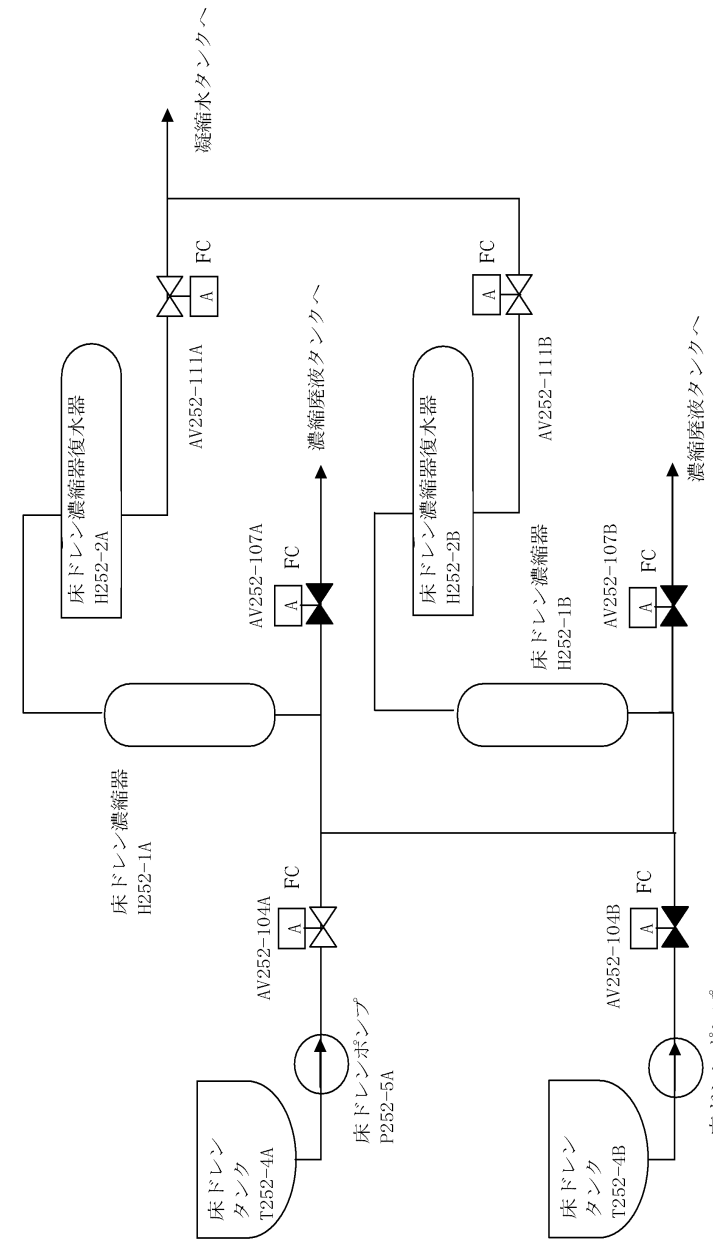 床ドレン
タンク
T252-4A
床ドレンポンプ
P252-5A
AV252-104A
A
FC
床ドレン濃縮器
H252-1A
床ドレン濃縮器復水器
H252-2A
AV252-107A
A
FC
濃縮廃液タンクへ
AV252-111A
A
FC
凝縮水タンクへ
床ドレン
タンク
T252-4B
AV252-104B
A
FC
床ドレン濃縮器
H252-1B
床ドレン濃縮器復水器
H252-2B
AV252-107B
A
FC
濃縮廃液タンクへ
AV252-111B
A
FC